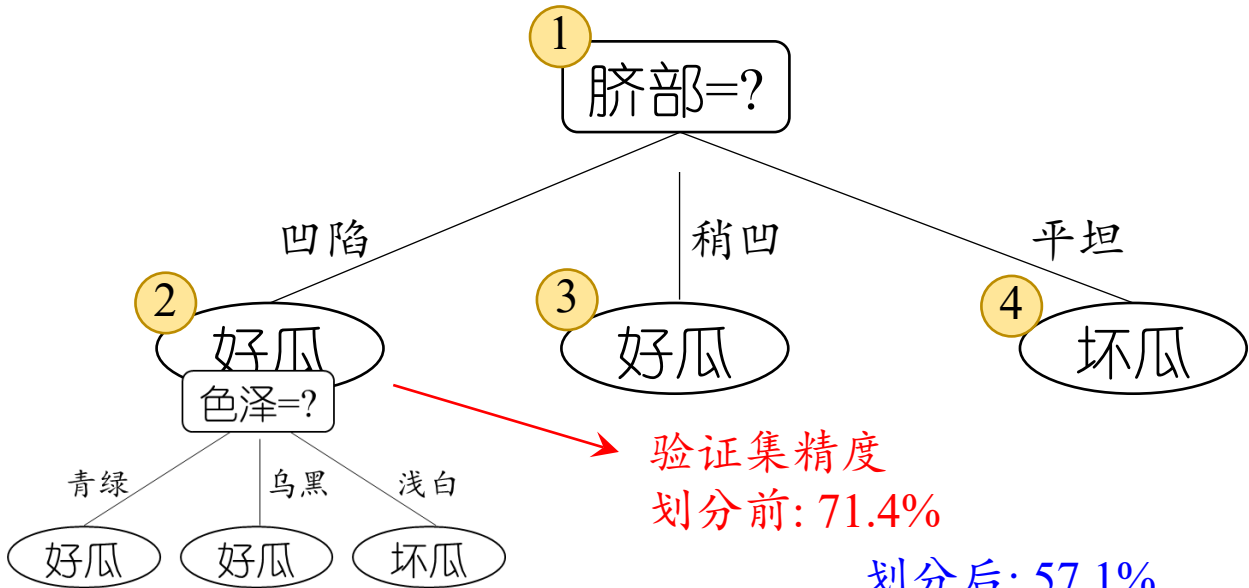 1
脐部=?
凹陷
稍凹
平坦
2
好瓜
3
好瓜
4
坏瓜
色泽=?
青绿
乌黑
浅白
好瓜
好瓜
坏瓜
验证集精度
划分前: 71.4%
划分后: 57.1%